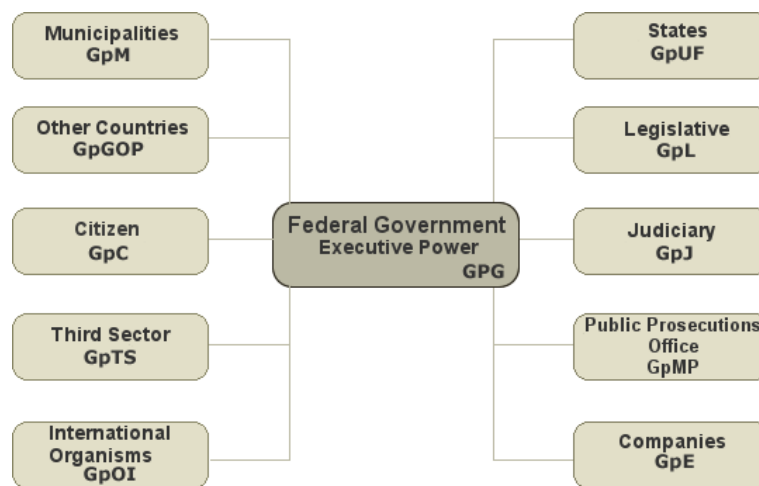 Municipalities
GpM
Other Countries
GpGOP
Citizen
GpC
Third Sector
GpTS
International
Organisms
GpOI
Federal Government
Executive Power
GPG
States
GpUF
Legislative
GpL
Judiciary
GpJ
Public Prosecutions
Office
GpMP
Companies
GpE